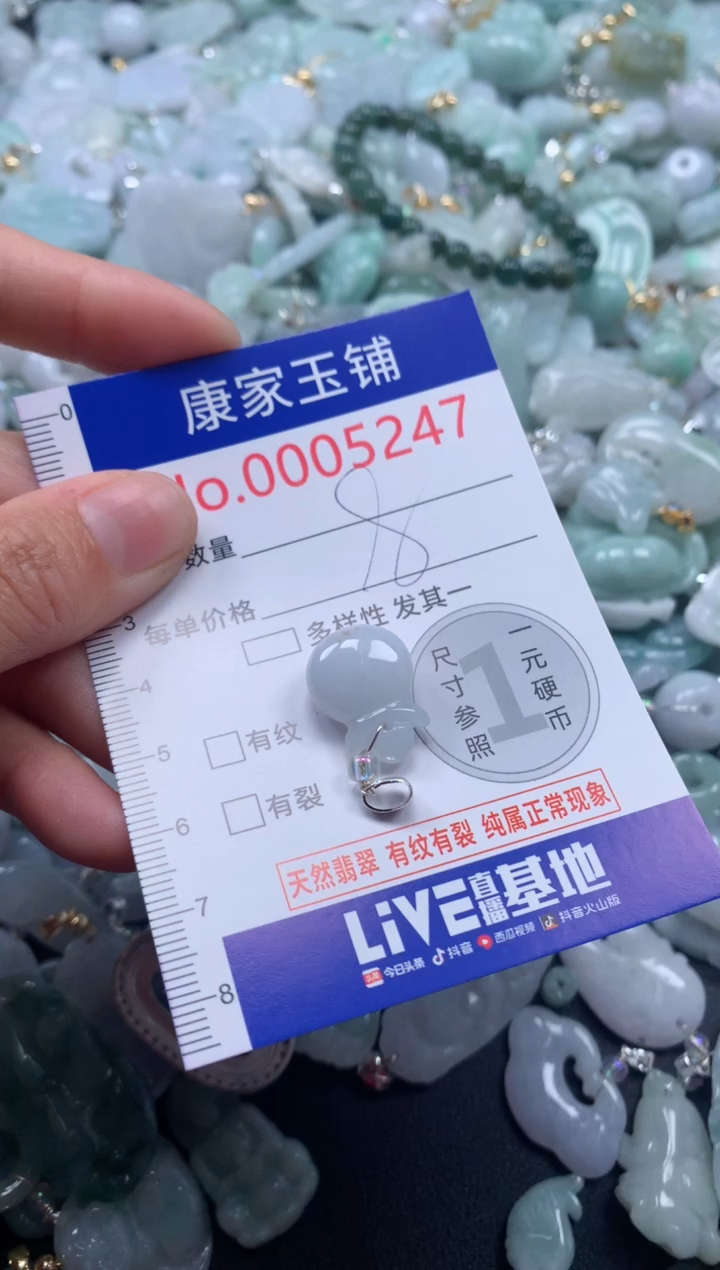 康家玉铺
No.0005247
数量
8
每单价格
多样性 发其一
有纹
有裂
尺寸参照
1
一元硬币
天然翡翠 有纹有裂 纯属正常现象
LiVE直播基地
头条 今日头条 抖音 西瓜视频 抖音火山版
0
3
4
5
6
7
8